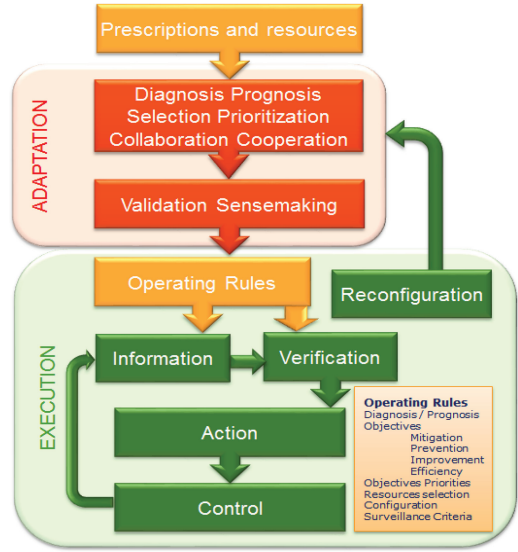 Prescriptions and resources
ADAPTATION
Diagnosis Prognosis
Selection Prioritization
Collaboration Cooperation
Validation Sensemaking
Operating Rules
Reconfiguration
EXECUTION
Information
Verification
Action
Control
Operating Rules
Diagnosis / Prognosis
Objectives
Mitigation
Prevention
Improvement
Efficiency
Objectives Priorities
Resources selection
Configuration
Surveillance Criteria